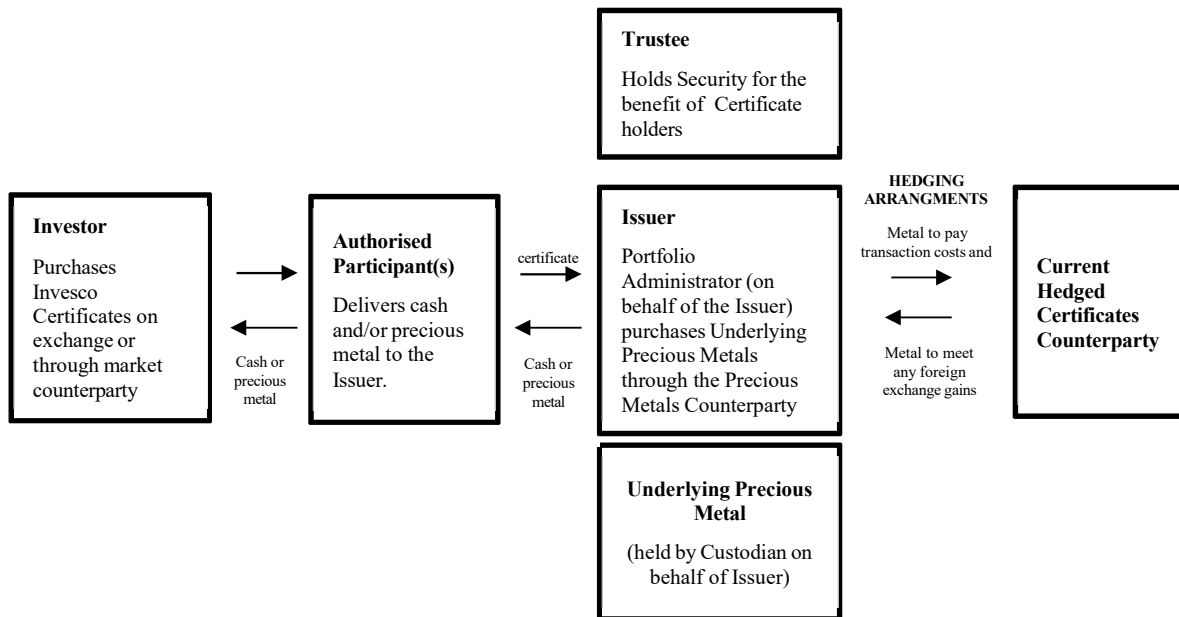 Trustee
Holds Security for the
benefit of Certificate
holders
Investor
Purchases
Invesco
Certificates on
exchange or
through market
counterparty
Cash or
precious
metal
Authorised
Participant(s)
Delivers cash
and/or precious
metal to the
Issuer.
certificate
Cash or
precious
metal
Issuer
Portfolio
Administrator (on
behalf of the Issuer)
purchases Underlying
Precious Metals
through the Precious
Metals Counterparty
HEDGING
ARRANGMENTS
Metal to pay
transaction costs and
Metal to meet
any foreign
exchange gains
Current
Hedged
Certificates
Counterparty
Underlying Precious
Metal
(held by Custodian on
behalf of Issuer)